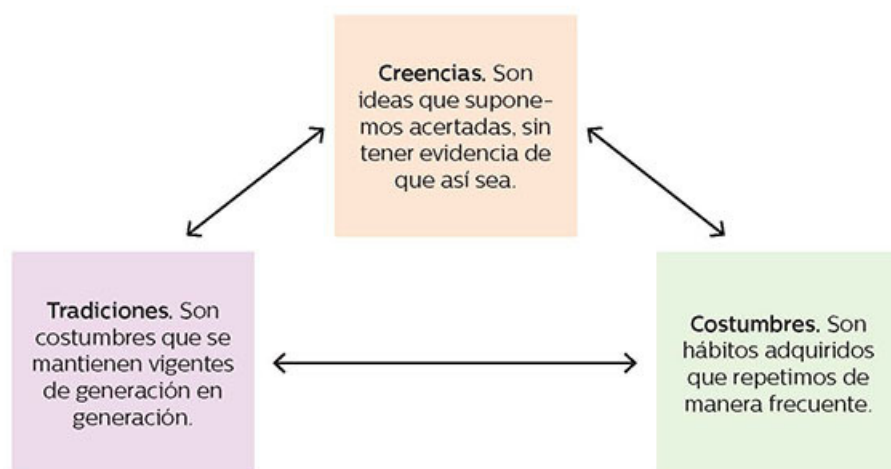 Creencias. Son
ideas que supone-
mos acertadas, sin
tener evidencia de
que así sea.
Tradiciones. Son
costumbres que se
mantienen vigentes
de generación en
generación.
Costumbres. Son
hábitos adquiridos
que repetimos de
manera frecuente.